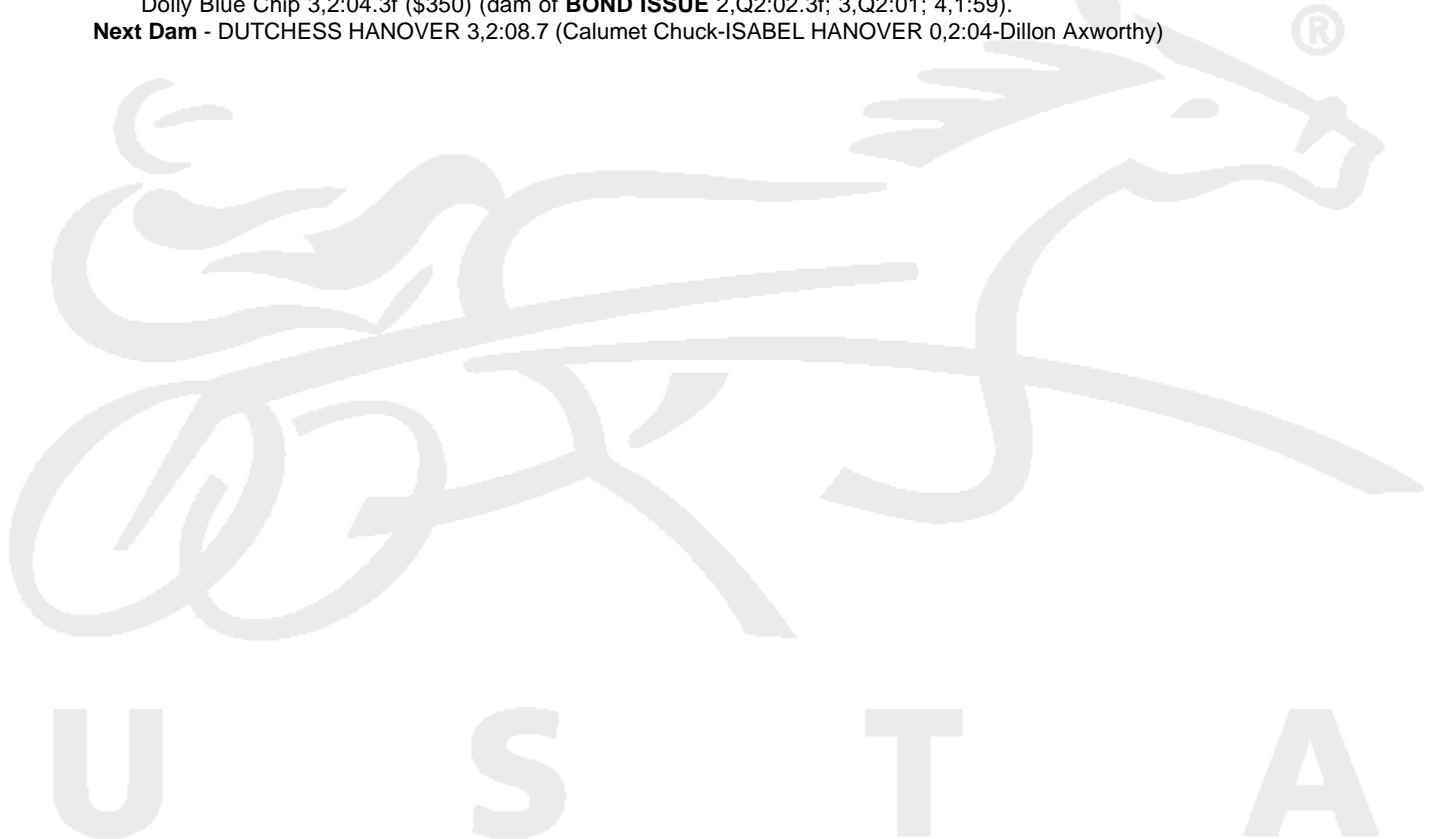 Dolly Blue Chip 3,2:04.3f ($350) (dam of BOND ISSUE 2,Q2:02.3f; 3,Q2:01; 4,1:59).
Next Dam - DUTCHESS HANOVER 3,2:08.7 (Calumet Chuck-ISABEL HANOVER 0,2:04-Dillon Axworthy)
®
U S T A